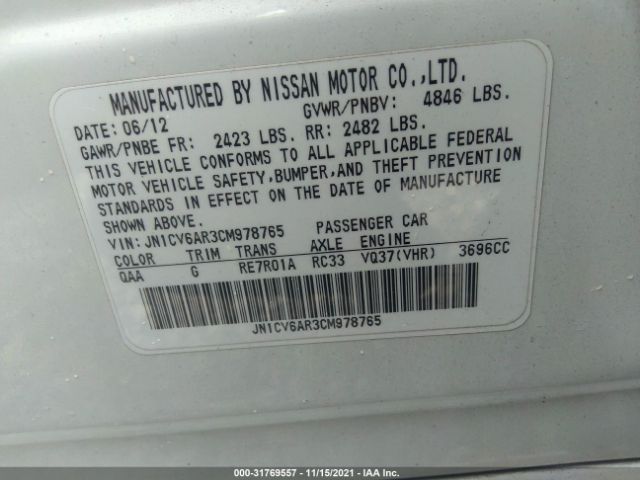 MANUFACTURED BY NISSAN MOTOR CO.,LTD.
DATE: 06/12 GVWR/PNBV: 4846 LBS.
GAWR/PNBE FR: 2423 LBS. RR: 2482 LBS.
THIS VEHICLE CONFORMS TO ALL APPLICABLE FEDERAL
MOTOR VEHICLE SAFETY,BUMPER,AND THEFT PREVENTION
STANDARDS IN EFFECT ON THE DATE OF MANUFACTURE
SHOWN ABOVE.
VIN:JN1CV6AR3CM978765 PASSENGER CAR
COLOR TRIM TRANS AXLE ENGINE
QAA G RE7R01A RC33 VQ37(VHR) 3696CC
JN1CV6AR3CM978765
000-31769557 - 11/15/2021 - IAA Inc.